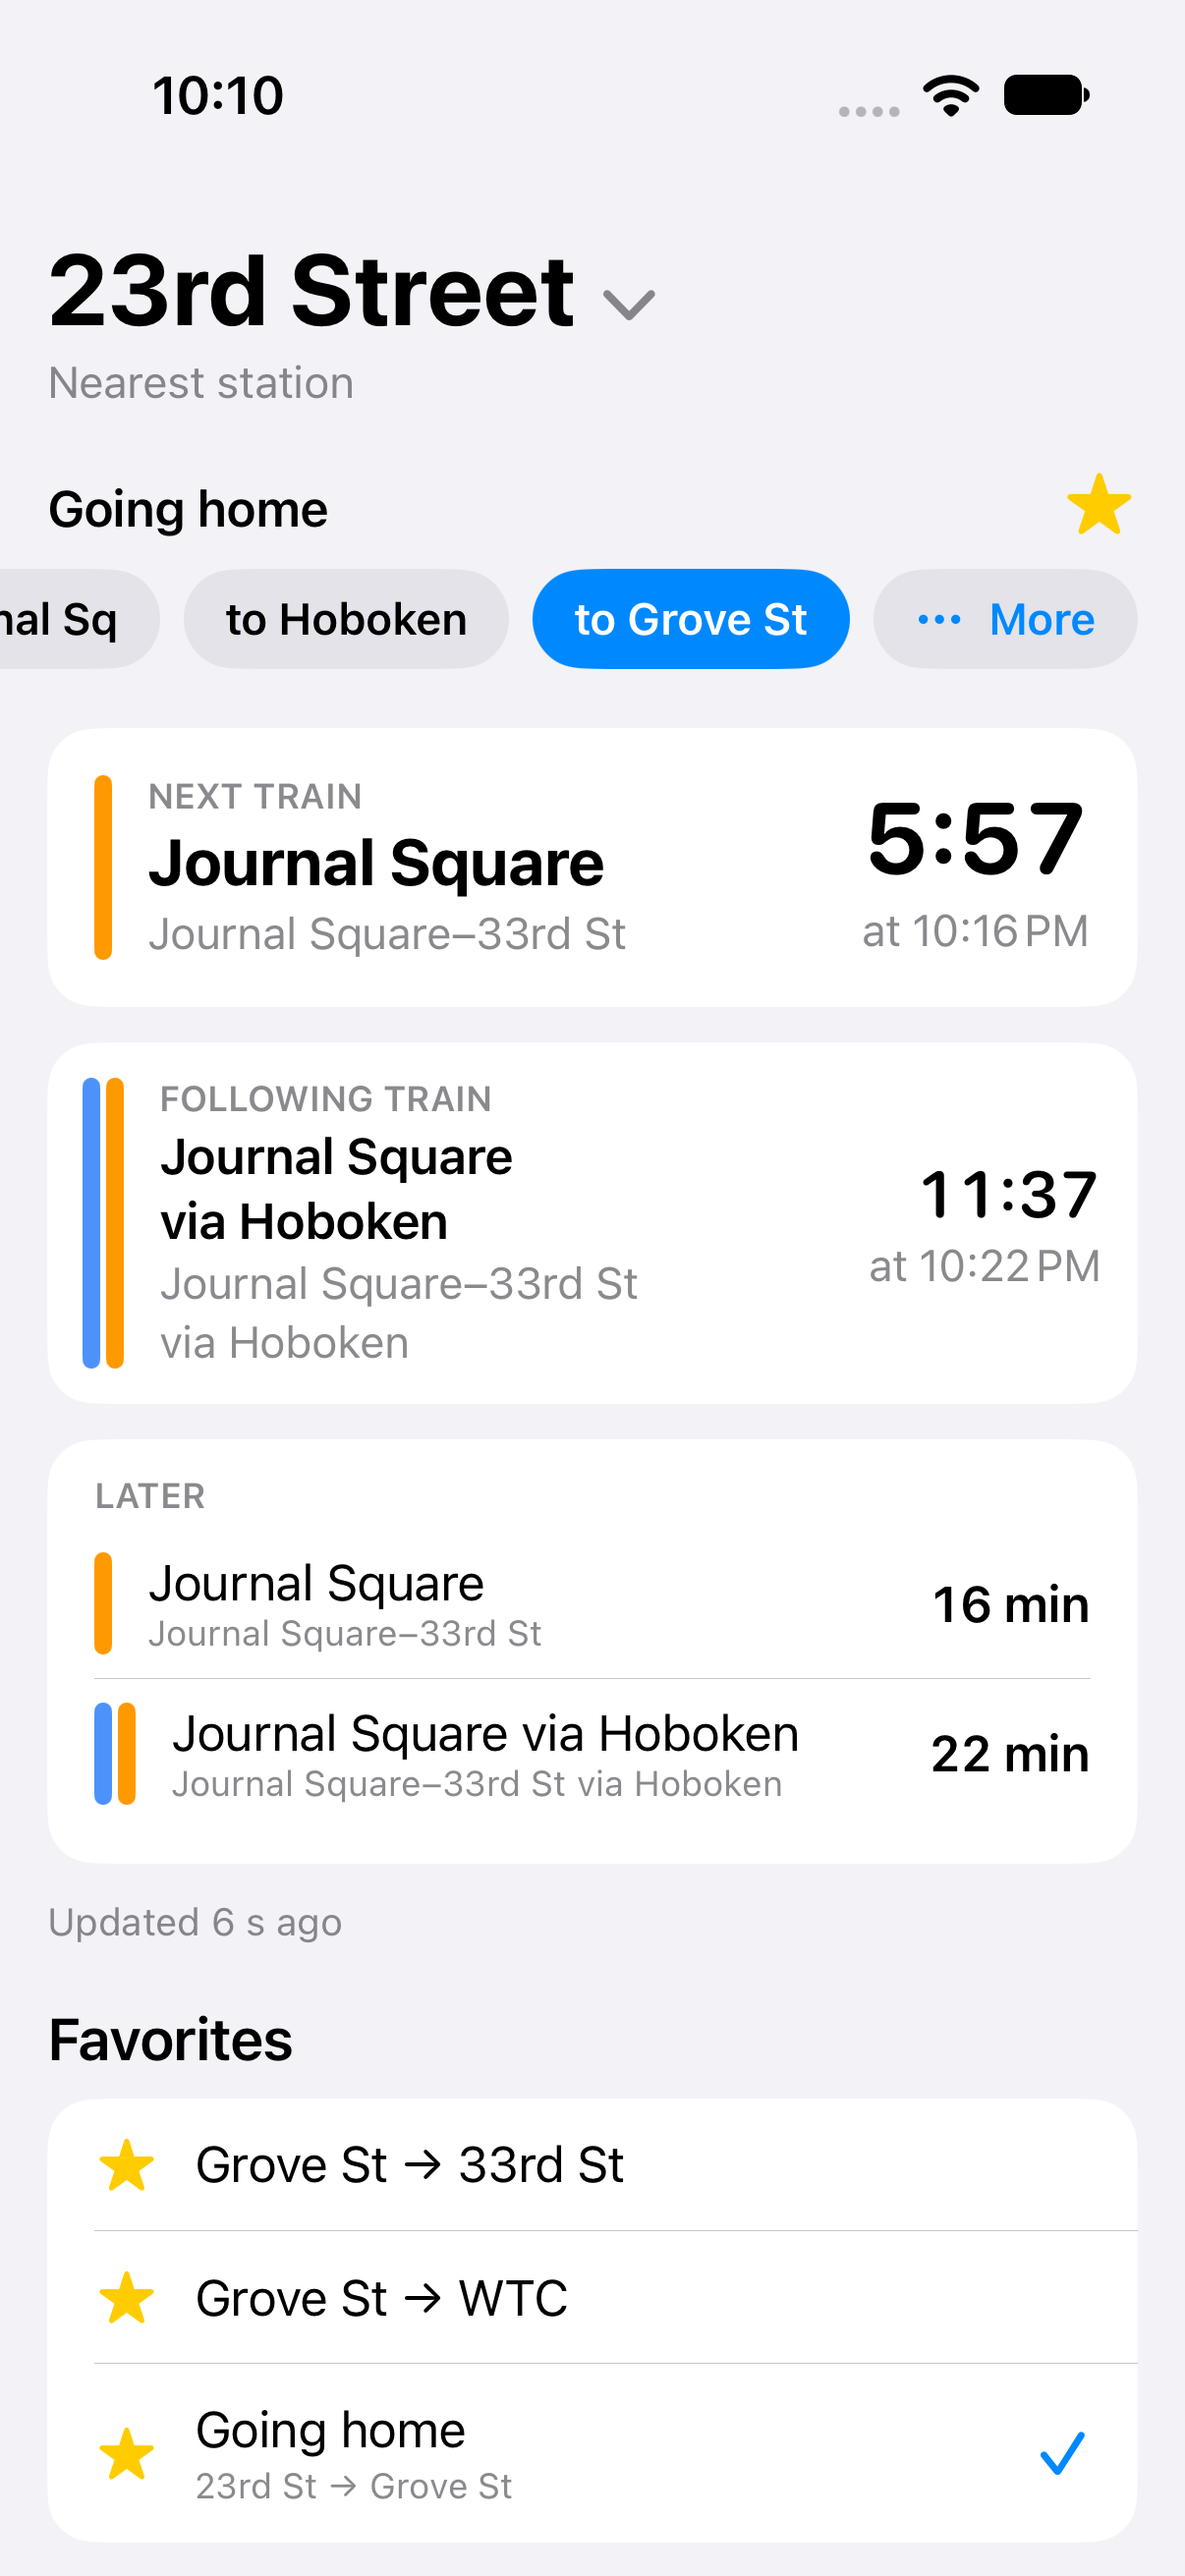 10:10
23rd Street
Nearest station
Going home
nal Sq
to Hoboken
to Grove St
More
NEXT TRAIN
Journal Square
Journal Square–33rd St
5:57
at 10:16 PM
FOLLOWING TRAIN
Journal Square
via Hoboken
Journal Square–33rd St
via Hoboken
11:37
at 10:22 PM
LATER
Journal Square
Journal Square–33rd St
16 min
Journal Square via Hoboken
Journal Square–33rd St via Hoboken
22 min
Updated 6 s ago
Favorites
Grove St → 33rd St
Grove St → WTC
Going home
23rd St → Grove St